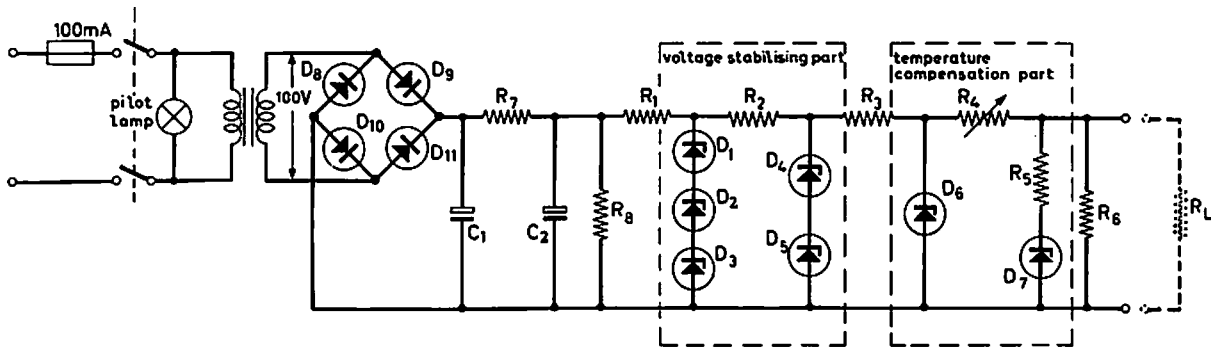 100mA
pilot
lamp
100V
D8
D9
D10
D11
R7
C1
C2
R8
R1
voltage stabilising part
R2
D1
D2
D3
D4
D5
R3
temperature
compensation part
R4
D6
R5
D7
R6
RL